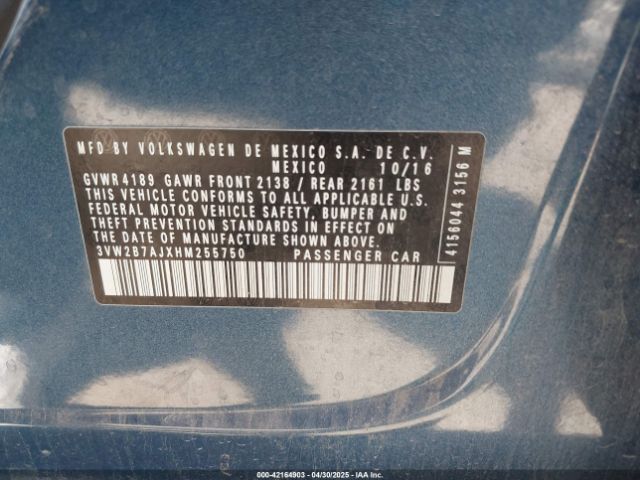 MFD BY VOLKSWAGEN DE MEXICO S.A. DE C.V.
MEXICO 10/16
GVWR 4189 GAWR FRONT 2138 / REAR 2161 LBS
THIS VEHICLE CONFORMS TO ALL APPLICABLE U.S.
FEDERAL MOTOR VEHICLE SAFETY, BUMPER AND
THEFT PREVENTION STANDARDS IN EFFECT ON
THE DATE OF MANUFACTURE SHOWN ABOVE.
3VW2B7AJXHM255750 PASSENGER CAR
4156044 3156 M
000-42164903 - 04/30/2025 - IAA Inc.